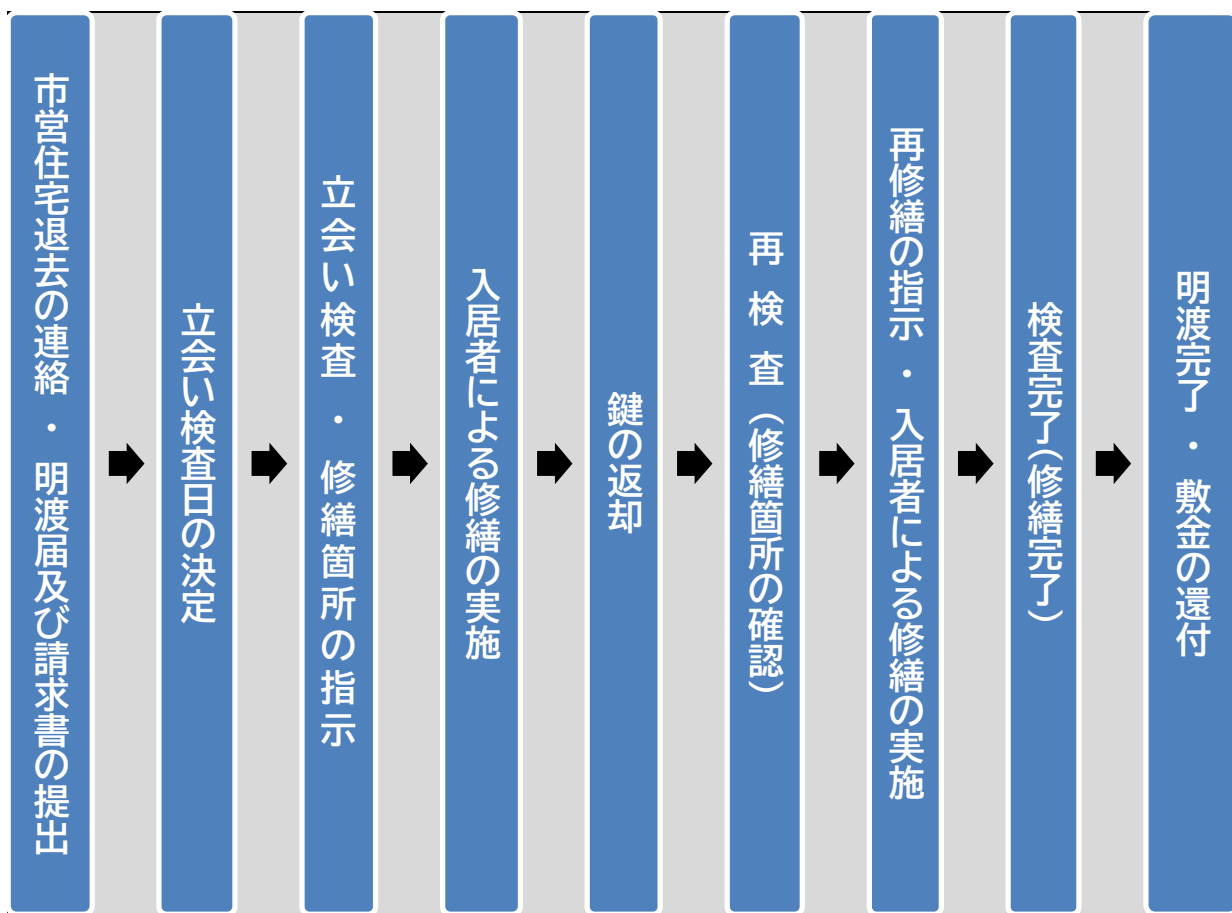 市営住宅退去の連絡・明渡届及び請求書の提出
立会い検査日の決定
立会い検査・修繕箇所の指示
入居者による修繕の実施
鍵の返却
再検査（修繕箇所の確認）
再修繕の指示・入居者による修繕の実施
検査完了（修繕完了）
明渡完了・敷金の還付